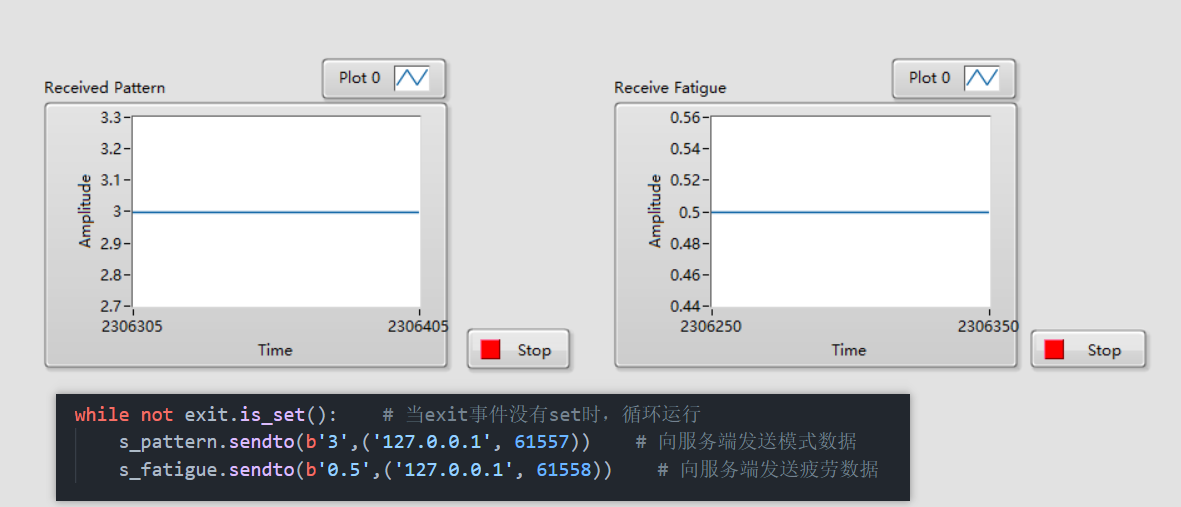 Plot 0
Received Pattern
3.3
3.2
3.1
3
2.9
2.8
2.7
Amplitude
2306305
2306405
Time
Stop
Plot 0
Receive Fatigue
0.56
0.54
0.52
0.5
0.48
0.46
0.44
Amplitude
2306250
2306350
Time
Stop
while not exit.is_set():    # 当exit事件没有set时，循环运行
    s_pattern.sendto(b'3',('127.0.0.1', 61557))    # 向服务端发送模式数据
    s_fatigue.sendto(b'0.5',('127.0.0.1', 61558))    # 向服务端发送疲劳数据